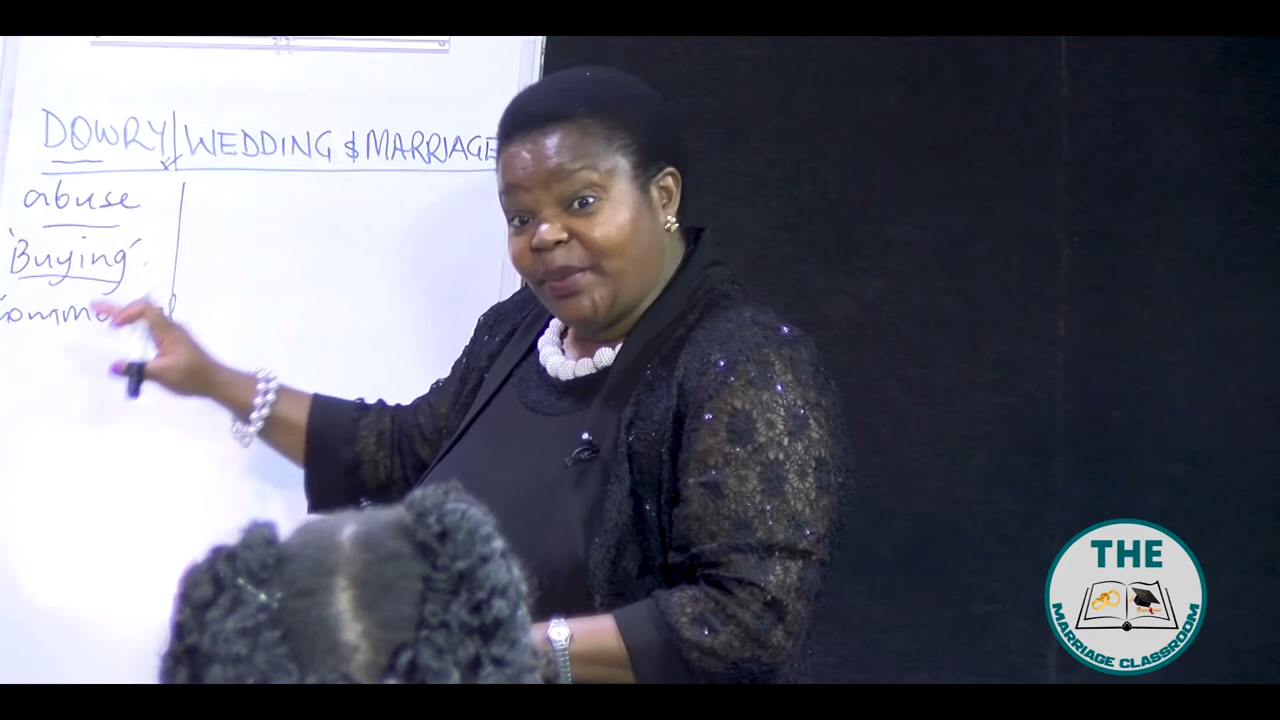 DOWRY WEDDING & MARRIAGE
abuse
'Buying'
THE
MARRIAGE CLASSROOM